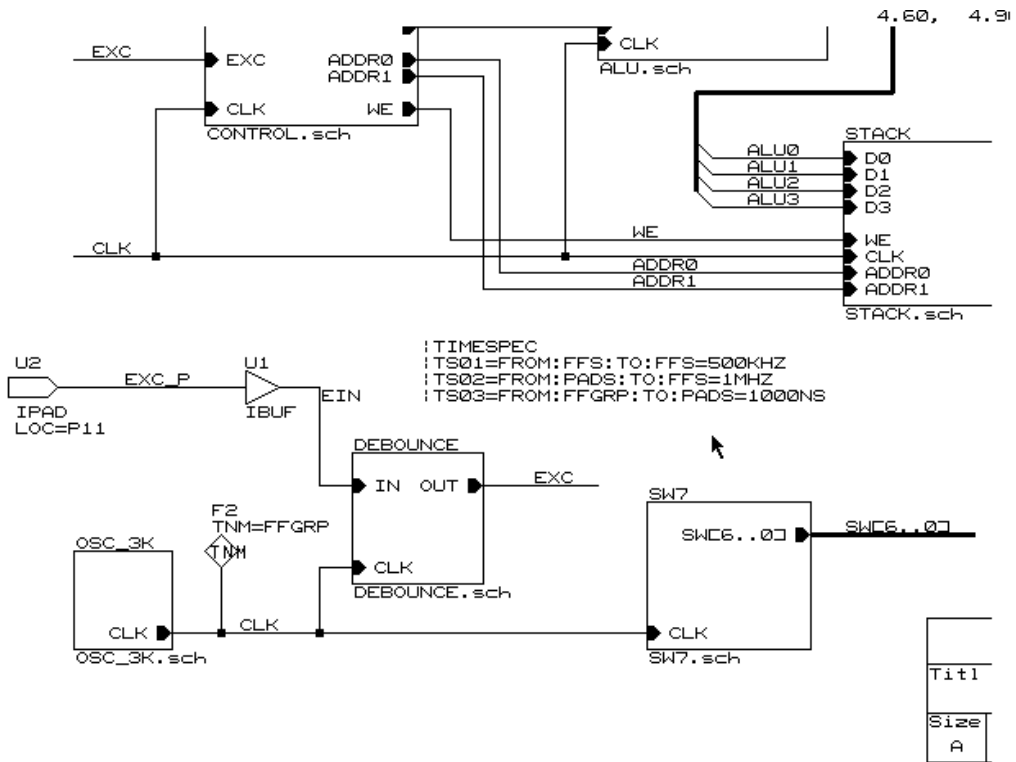 4.60, 4.9
EXC
EXC
ADDR0
ADDR1
CLK
WE
CONTROL.sch
CLK
ALU.sch
STACK
ALU0
ALU1
ALU2
ALU3
D0
D1
D2
D3
CLK
WE
WE
CLK
ADDR0
ADDR0
ADDR1
ADDR1
STACK.sch
|TIMESPEC
|TS01=FROM:FFS:TO:FFS=500KHZ
|TS02=FROM:PADS:TO:FFS=1MHZ
|TS03=FROM:FFGRP:TO:PADS=1000NS
U2
EXC_P
U1
IPAD
LOC=P11
IBUF
EIN
DEBOUNCE
IN OUT
EXC
CLK
DEBOUNCE.sch
F2
TNM=FFGRP
TNM
OSC_3K
CLK
CLK
OSC_3K.sch
SW7
SW[6..0]
SW[6..0]
CLK
SW7.sch
Titl
Size
A